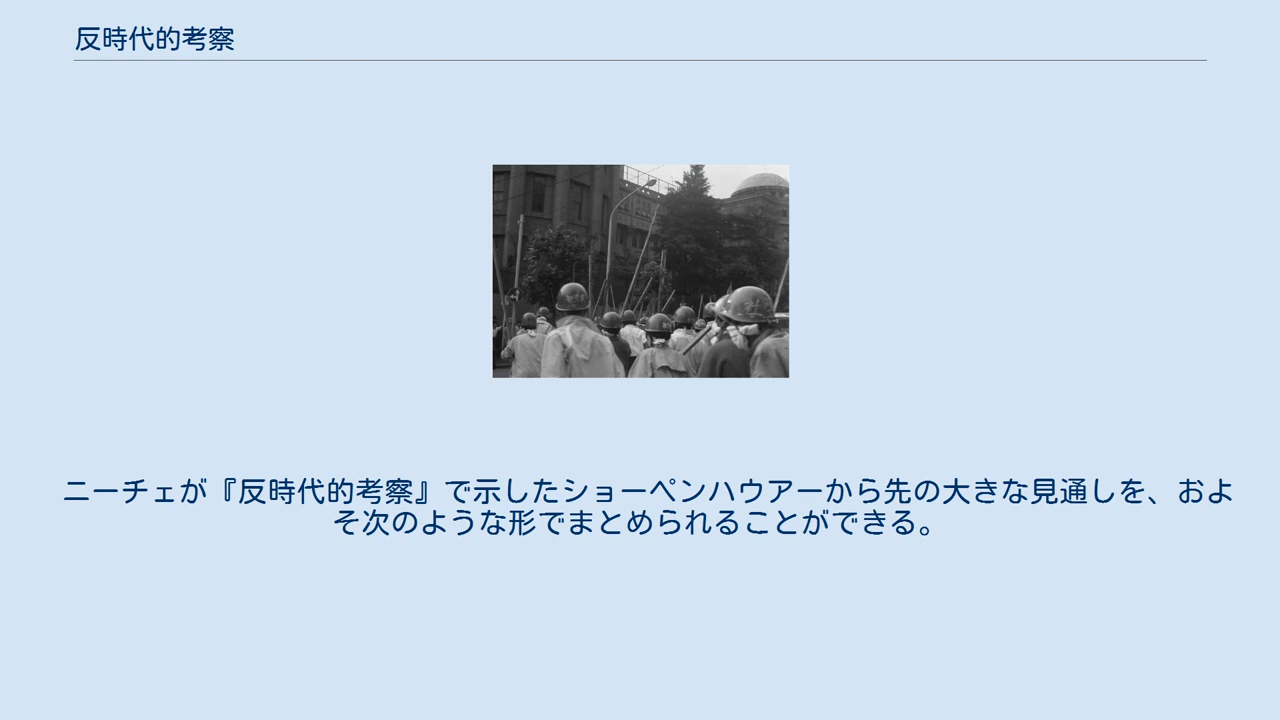 反時代的考察
ニーチェが『反時代的考察』で示したショーペンハウアーから先の大きな見通しを、およ
そ次のような形でまとめられることができる。